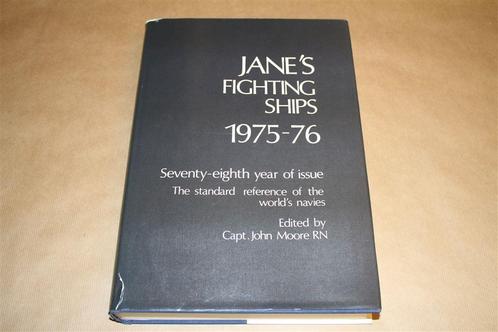 JANE'S
FIGHTING
SHIPS
1975-76
Seventy-eighth year of issue
The standard reference of the
world's navies
Edited by
Capt. John Moore RN